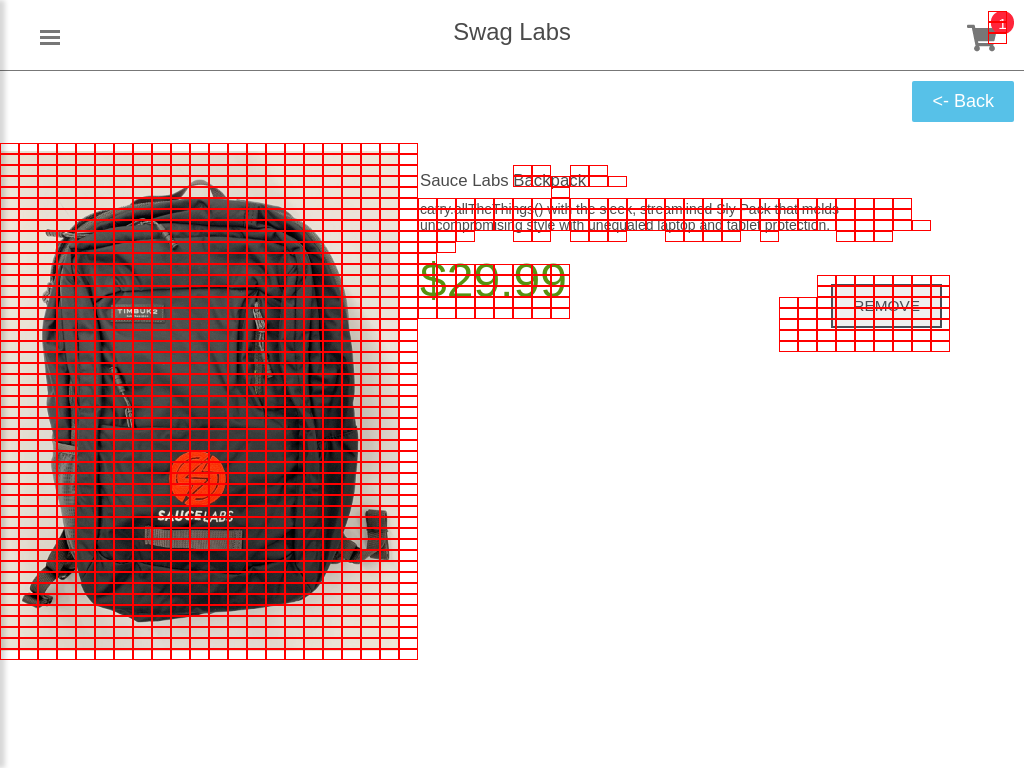 Swag Labs
1
<- Back
Sauce Labs Backpack
carry.allTheThings() with the sleek, streamlined Sly Pack that melds
uncompromising style with unequaled laptop and tablet protection.
$29.99
REMOVE
TIMBUK2
SAUCELABS